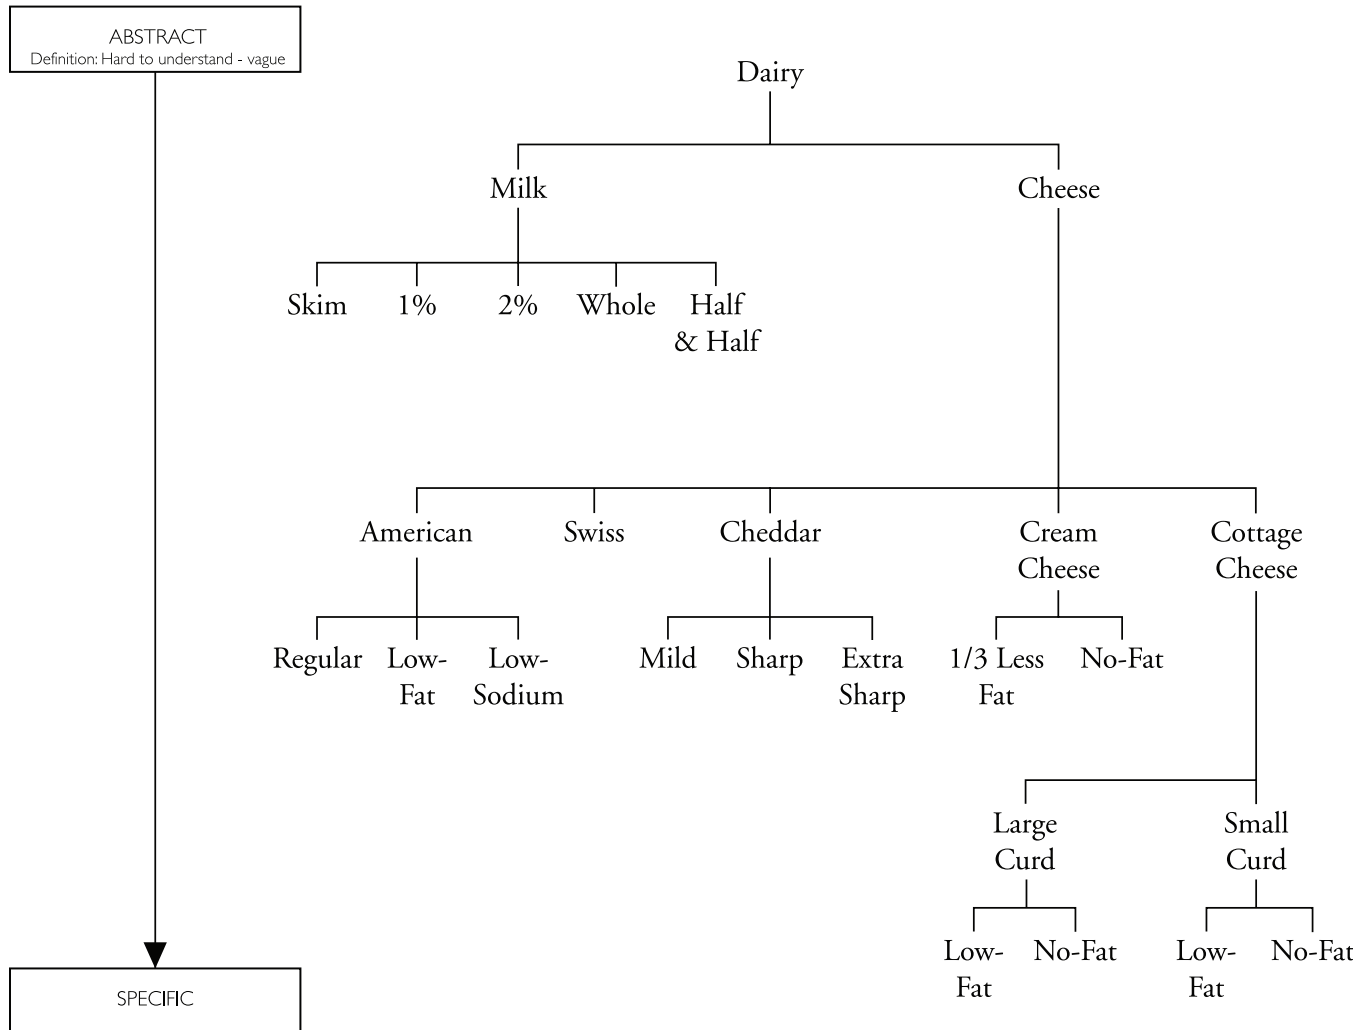 ABSTRACT
Definition: Hard to understand - vague
Dairy
Milk
Cheese
Skim
1%
2%
Whole
Half
& Half
American
Swiss
Cheddar
Cream
Cheese
Cottage
Cheese
Regular
Low-
Fat
Low-
Sodium
Mild
Sharp
Extra
Sharp
1/3 Less
Fat
No-Fat
Large
Curd
Small
Curd
Low-
Fat
No-Fat
Low-
Fat
No-Fat
SPECIFIC